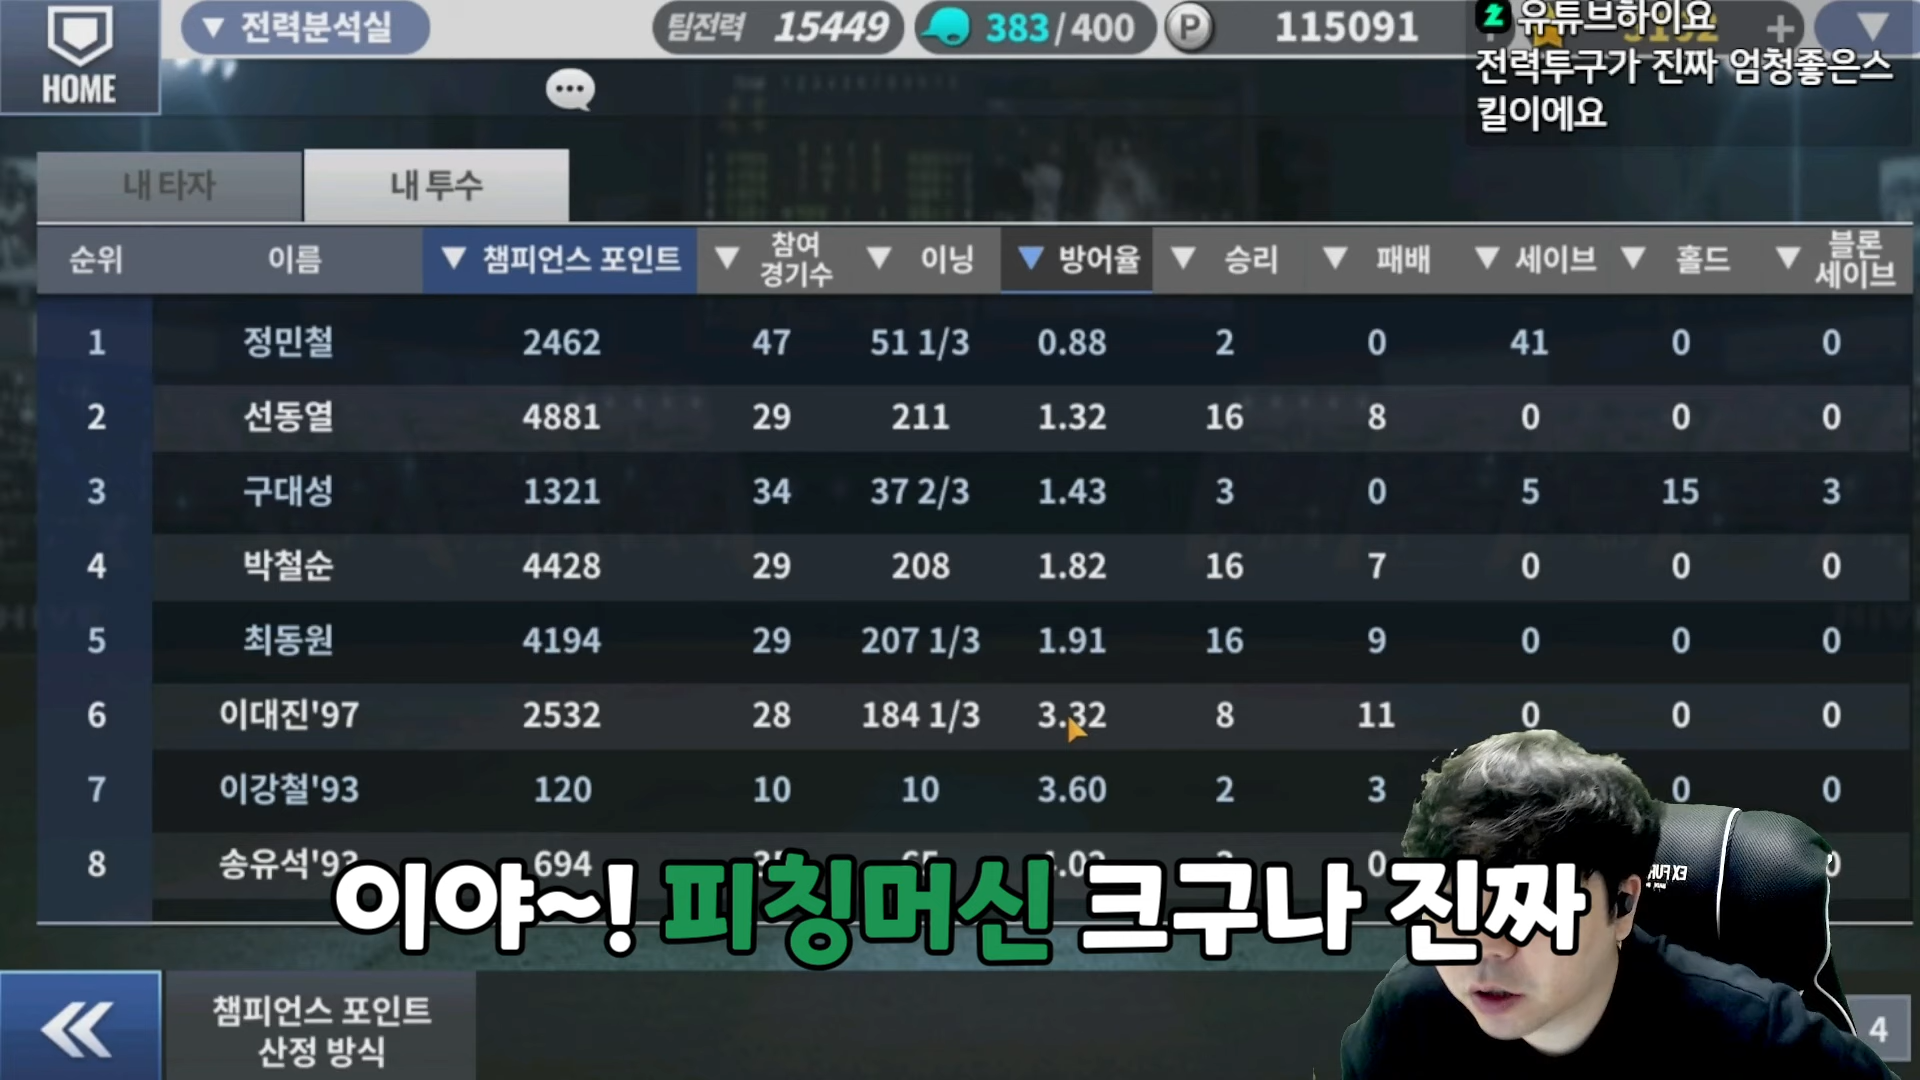 HOME
▼ 전력분석실
팀전력 15449
383/400
P 115091
유튜브하이요
전력투구가 진짜 엄청좋은스
킬이에요
내 타자
내 투수
순위 이름 ▼ 챔피언스 포인트 ▼ 참여 경기수 ▼ 이닝 ▼ 방어율 ▼ 승리 ▼ 패배 ▼ 세이브 ▼ 홀드 ▼ 블론 세이브
1 정민철 2462 47 51 1/3 0.88 2 0 41 0 0
2 선동열 4881 29 211 1.32 16 8 0 0 0
3 구대성 1321 34 37 2/3 1.43 3 0 5 15 3
4 박철순 4428 29 208 1.82 16 7 0 0 0
5 최동원 4194 29 207 1/3 1.91 16 9 0 0 0
6 이대진'97 2532 28 184 1/3 3.32 8 11 0 0 0
7 이강철'93 120 10 10 3.60 2 3 0 0
8 송유석'93 694 0
이야~! 피칭머신 크구나 진짜
챔피언스 포인트
산정 방식
4